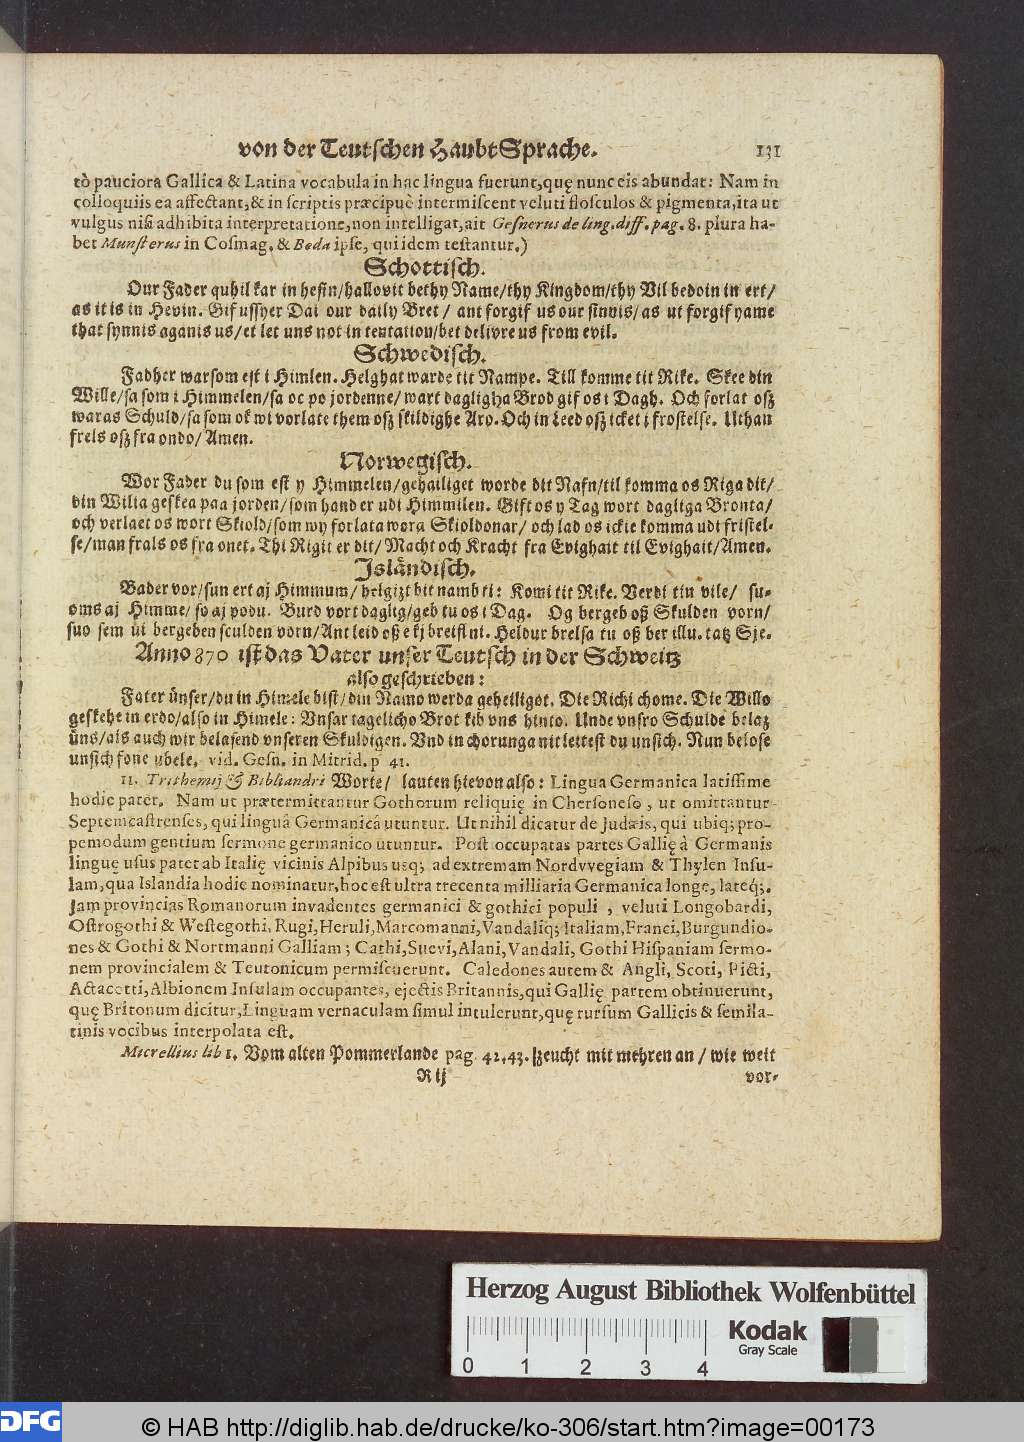 von der Teutschen HaubtSprache. 131
tò pauciora Gallica & Latina vocabula in hac lingua fuerunt, quę nunc eis abundat: Nam in
colloquiis ea affectant, & in scriptis præcipuè intermiscent veluti flosculos & pigmenta, ita ut
vulgus nisi adhibita interpretatione, non intelligat, ait Gesnerus de ling. diff. pag. 8. plura ha-
bet Munsterus in Cosmag. & Beda ipse, qui idem testantur.)
Schottisch.
Our Fader quhil kar in hefin/hallovit bethy Name/thy Kingdom/thy Vil bedoin in ert/
as it is in Hevin. Gif ussyer Dai our daily Bret / ant forgif us our sinnis/as ut forgif yame
that synnis aganis us/et let uns not in tentation/bet delivre us from evil.
Schwedisch.
Fadher warsom est i Himlen. Helghat warde tit Nampe. Till komme tit Rike. Skee din
Wille/sa som i Himmelen/sa oc po jordenne/wart dagligha Brod gif os i Dagh. Och forlat osz
waras Schuld/sa som ok wi vorlate them osz skildighe Aro. Och in Leed osz icket i frostelse. Uthan
frels osz fra ondo/Amen.
Norwegisch.
Wor Fader du som est y Himmelen/gehailiget worde dit Nafn/til komma os Riga dit/
din Wilia geskea paa jorden/som hander udi Himmilen. Gift os y Tag wort dagliga Bronta/
och verlaet os wort Skiold/som wy forlata wora Skioldonar/ och lad os ickte komma udi fristel-
se/man frals os fra onet. Thi Rigit er dit/Macht och Kracht fra Evighait til Evighait/Amen.
Jsländisch.
Bader vor/sun ert aj Himmum/helgizt bit namb ti: Komi tit Rike. Verdi tin vile/ su-
oms aj Himme/so aj podu. Burd vort daglig/geb tu os i Dag. Og bergeb osz Skulden vorn/
suo sem ui bergeben sculden vorn/Ant leid osz e kj breisl ni. Heldur brelsa tu osz ber illu. tatz Sje.
Anno 870 ist das Vater unser Teutsch in der Schweitz
also geschrieben:
Fater ünser/du in Himele bist/din Namo werda geheiligot. Die Richi chome. Die Willo
geskehe in erdo/also in Himele: Vnsar tagelicho Brot kib vns hinto. Unde vnsro Schulde belaz
üns/als auch wir belasend vnseren Skuldigen. Vnd in chorunga nit leitest du unsich. Nun belose
unsich fone ubele. vid. Gesn. in Mitrid. p 41.
11. Trithemij & Bibliandri Worte/ lauten hievon also: Lingua Germanica latissime
hodie patet. Nam ut prætermittantur Gothorum reliquię in Chersoneso, ut omittantur
Septemcastrenses, qui linguâ Germanicâ utuntur. Ut nihil dicatur de Judæis, qui ubiq; pro-
pemodum gentium sermone germanico utuntur. Post occupatas partes Gallię à Germanis
linguę usus patet ab Italię vicinis Alpibus usq; ad extremam Nordvvegiam & Thylen Insu-
lam, qua Islandia hodie nominatur, hoc est ultra trecenta milliaria Germanica longe, lateq;.
Jam provincias Romanorum invadentes germanici & gothici populi, veluti Longobardi,
Ostrogothi & Westegothi, Rugi, Heruli, Marcomanni, Vandaliq; Italiam, Franci, Burgundio-
nes & Gothi & Nortmanni Galliam; Cathi, Suevi, Alani, Vandali, Gothi Hispaniam sermo-
nem provincialem & Teutonicum permiscuerunt. Caledones autem & Angli, Scoti, Picti,
Actacotti, Albionem Insulam occupantes, ejectis Britannis, qui Gallię partem obtinuerunt,
quę Britonum dicitur, Linguam vernaculam simul intulerunt, quę rursum Gallicis & semila-
tinis vocibus interpolata est.
Micrellius lib 1. Vom alten Pommerlande pag. 42.43. zeucht mit mehren an / wie weit
R ij vor-
Herzog August Bibliothek Wolfenbüttel
Kodak
Gray Scale
0 1 2 3 4
DFG
© HAB http://diglib.hab.de/drucke/ko-306/start.htm?image=00173